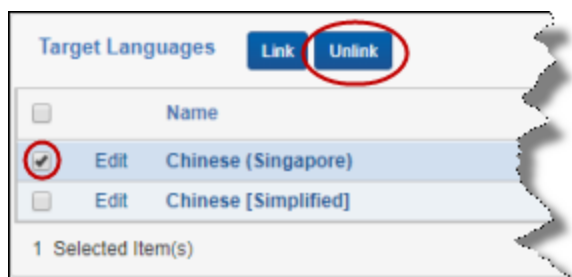 Target Languages Link Unlink
Name
Edit Chinese (Singapore)
Edit Chinese [Simplified]
1 Selected Item(s)